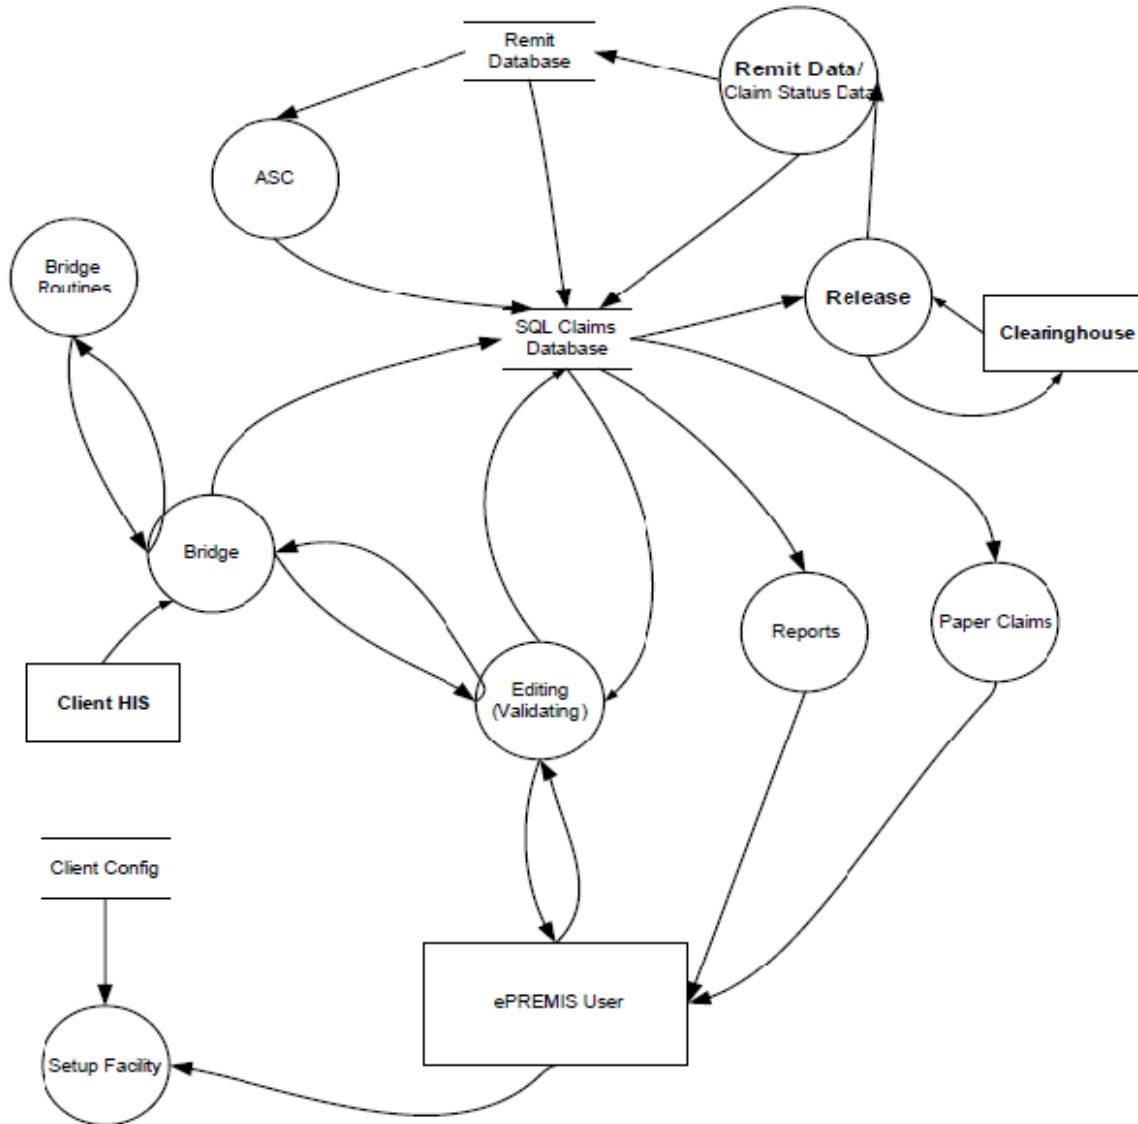 Remit
Database
Remit Data/
Claim Status Data
ASC
Bridge
Routines
Release
Clearinghouse
SQL Claims
Database
Bridge
Reports
Paper Claims
Editing
(Validating)
Client HIS
Client Config
ePREMIS User
Setup Facility